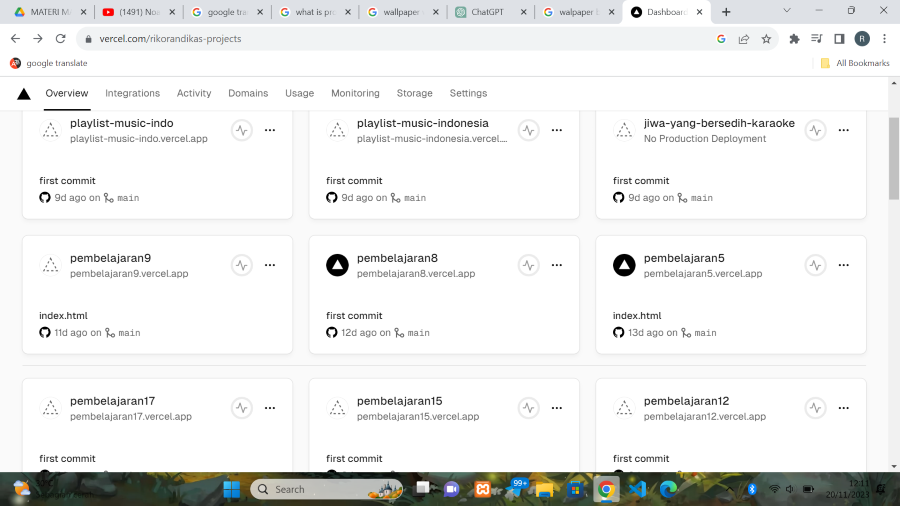 MATERI Ma
(1491) Noa
google tran
what is pro
wallpaper
ChatGPT
walpaper b
Dashboard
vercel.com/rikorandikas-projects
R
google translate
All Bookmarks
Overview
Integrations
Activity
Domains
Usage
Monitoring
Storage
Settings
playlist-music-indo
playlist-music-indo.vercel.app
first commit
9d ago on main
playlist-music-indonesia
playlist-music-indonesia.vercel....
first commit
9d ago on main
jiwa-yang-bersedih-karaoke
No Production Deployment
first commit
9d ago on main
pembelajaran9
pembelajaran9.vercel.app
index.html
11d ago on main
pembelajaran8
pembelajaran8.vercel.app
first commit
12d ago on main
pembelajaran5
pembelajaran5.vercel.app
index.html
13d ago on main
pembelajaran17
pembelajaran17.vercel.app
first commit
pembelajaran15
pembelajaran15.vercel.app
first commit
pembelajaran12
pembelajaran12.vercel.app
first commit
Search
99+
12:11
20/11/2023